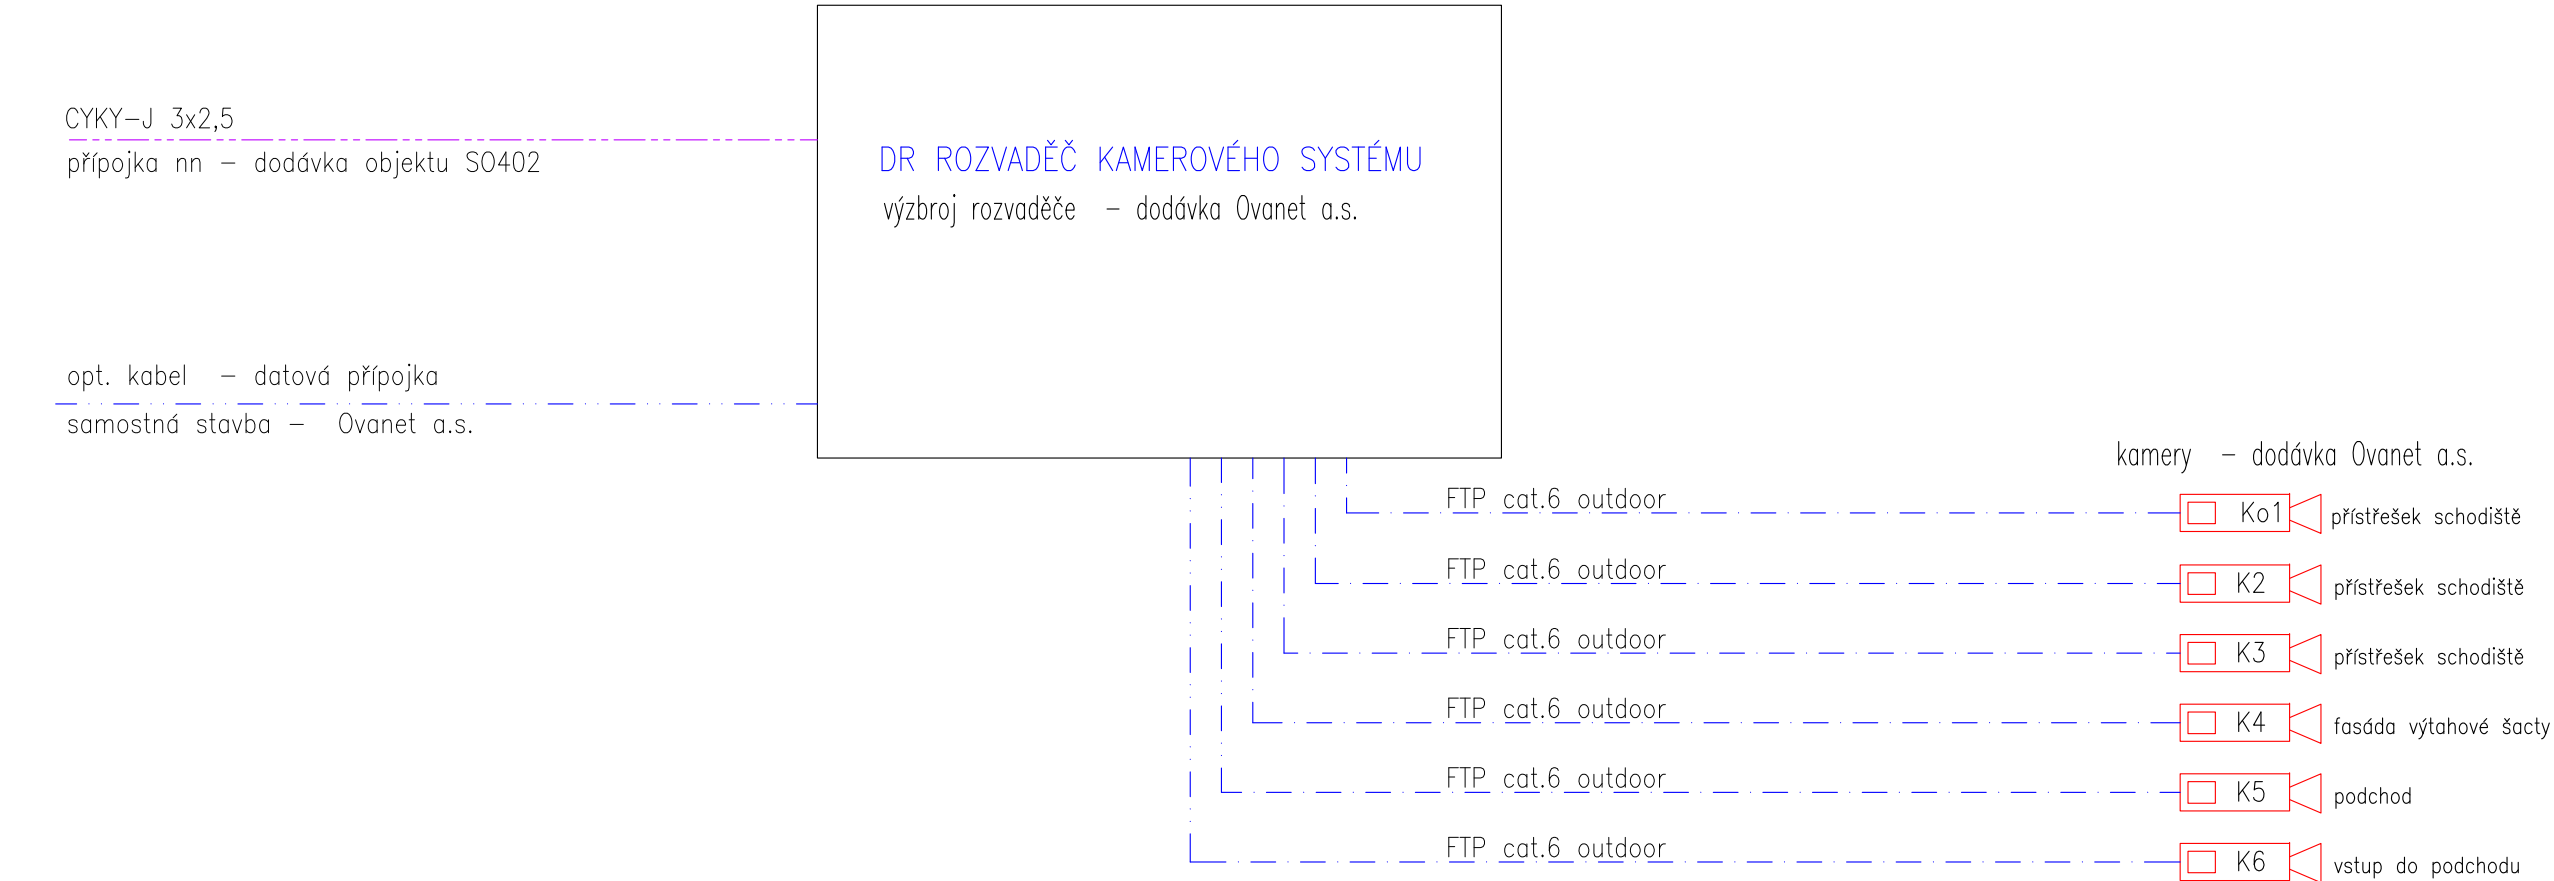 CYKY-J 3x2,5
přípojka nn - dodávka objektu SO402
DR ROZVADĚČ KAMEROVÉHO SYSTÉMU
výzbroj rozvaděče - dodávka Ovanet a.s.
opt. kabel - datová přípojka
samostná stavba - Ovanet a.s.
kamery - dodávka Ovanet a.s.
FTP cat.6 outdoor Ko1 přístřešek schodiště
FTP cat.6 outdoor K2 přístřešek schodiště
FTP cat.6 outdoor K3 přístřešek schodiště
FTP cat.6 outdoor K4 fasáda výtahové šacty
FTP cat.6 outdoor K5 podchod
FTP cat.6 outdoor K6 vstup do podchodu